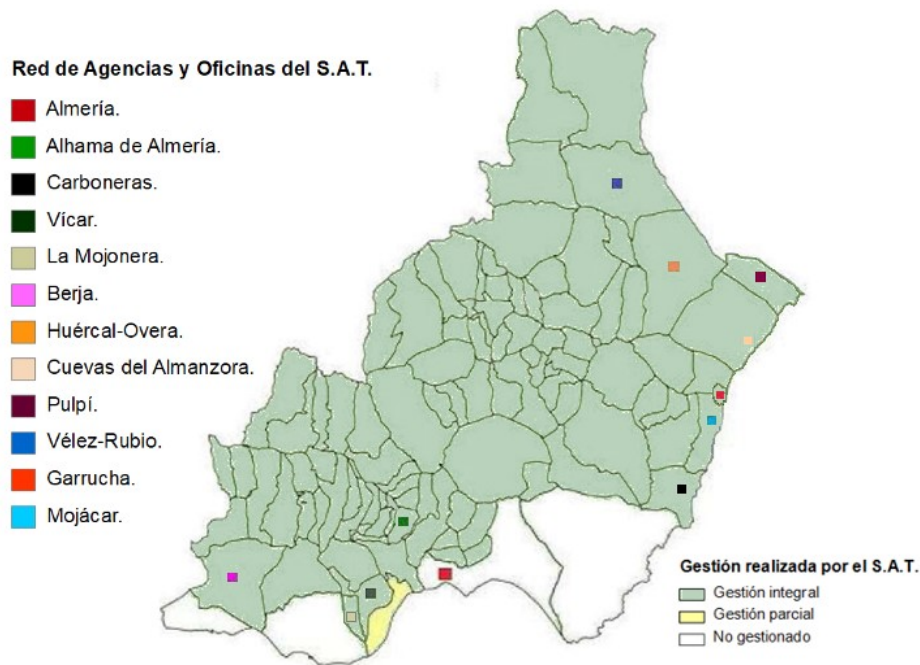 Red de Agencias y Oficinas del S.A.T.
Almería.
Alhama de Almería.
Carboneras.
Vícar.
La Mojonera.
Berja.
Huércal-Overa.
Cuevas del Almanzora.
Pulpí.
Vélez-Rubio.
Garrucha.
Mojácar.
Gestión realizada por el S.A.T.
Gestión integral
Gestión parcial
No gestionado